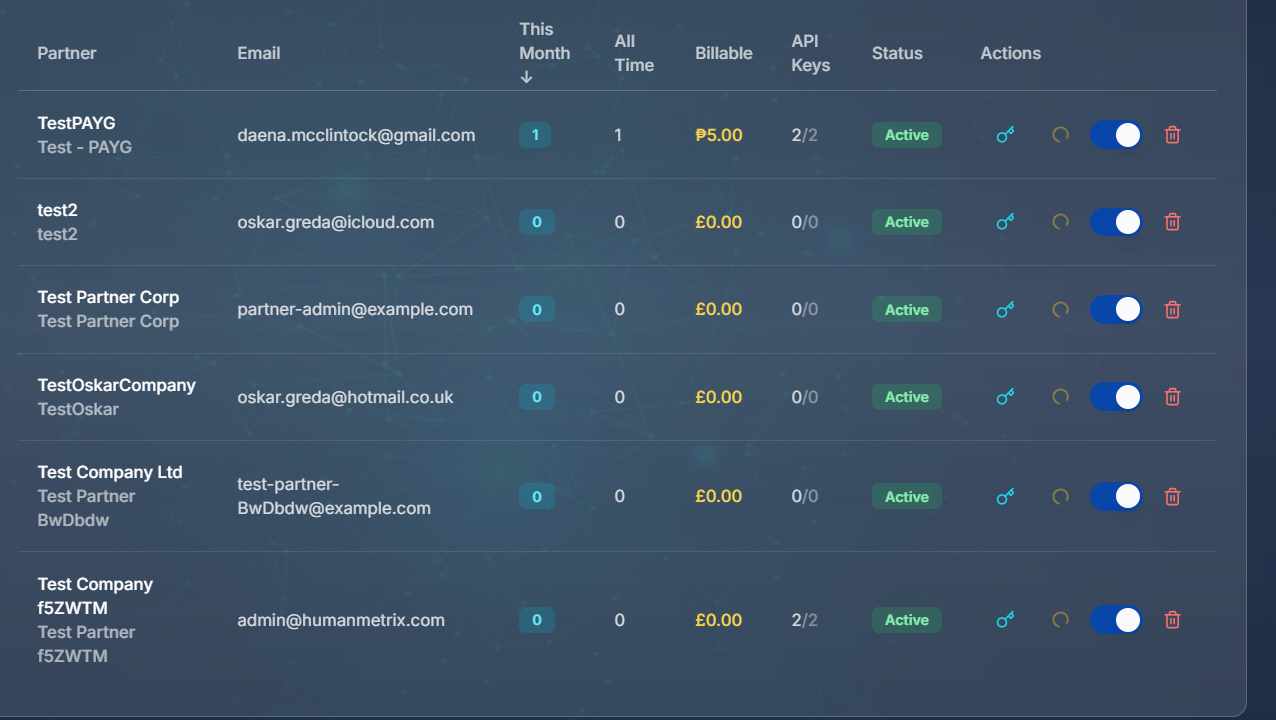 Partner Email This Month ↓ All Time Billable API Keys Status Actions
TestPAYG
Test - PAYG
daena.mcclintock@gmail.com 1 1 ₱5.00 2/2 Active
test2
test2
oskar.greda@icloud.com 0 0 £0.00 0/0 Active
Test Partner Corp
Test Partner Corp
partner-admin@example.com 0 0 £0.00 0/0 Active
TestOskarCompany
TestOskar
oskar.greda@hotmail.co.uk 0 0 £0.00 0/0 Active
Test Company Ltd
Test Partner
BwDbdw
test-partner-
BwDbdw@example.com
0 0 £0.00 0/0 Active
Test Company
f5ZWTM
Test Partner
f5ZWTM
admin@humanmetrix.com 0 0 £0.00 2/2 Active